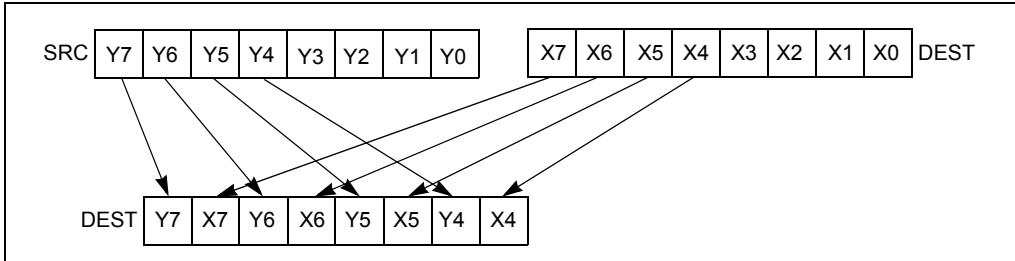 SRC Y7 Y6 Y5 Y4 Y3 Y2 Y1 Y0 X7 X6 X5 X4 X3 X2 X1 X0 DEST
DEST Y7 X7 Y6 X6 Y5 X5 Y4 X4